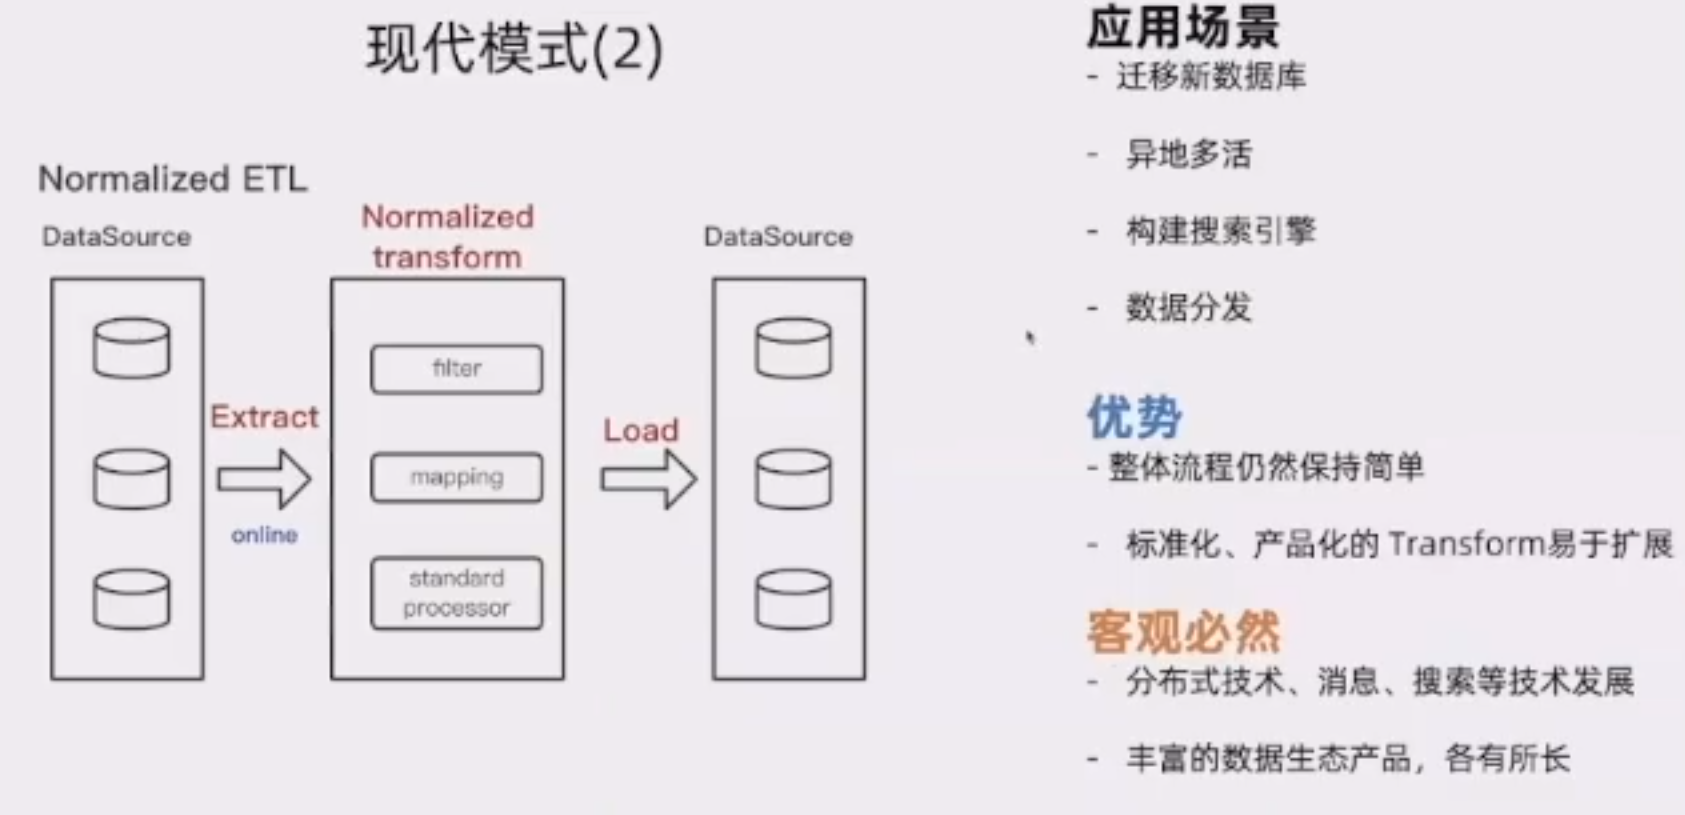 现代模式(2)
Normalized ETL
DataSource
Normalized
transform
DataSource
filter
mapping
standard
processor
Extract
online
Load
应用场景
- 迁移新数据库
- 异地多活
- 构建搜索引擎
- 数据分发
优势
- 整体流程仍然保持简单
- 标准化、产品化的 Transform易于扩展
客观必然
- 分布式技术、消息、搜索等技术发展
- 丰富的数据生态产品，各有所长